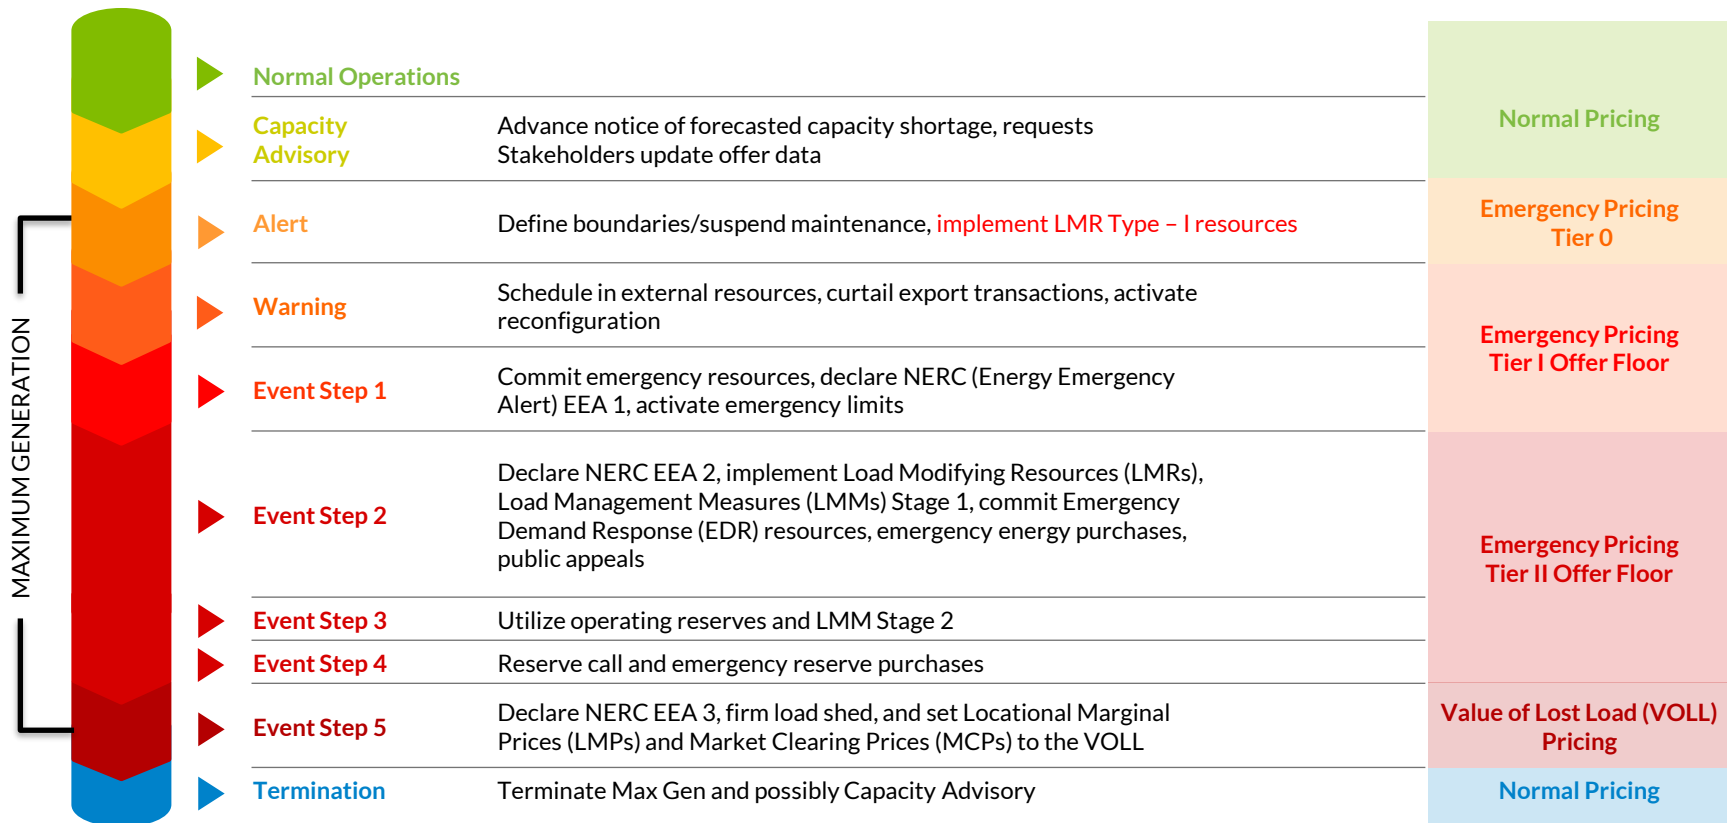 Normal Operations
Capacity
Advisory
Advance notice of forecasted capacity shortage, requests
Stakeholders update offer data
Normal Pricing
Alert
Define boundaries/suspend maintenance, implement LMR Type – I resources
Emergency Pricing
Tier 0
Warning
Schedule in external resources, curtail export transactions, activate
reconfiguration
Emergency Pricing
Tier I Offer Floor
Event Step 1
Commit emergency resources, declare NERC (Energy Emergency
Alert) EEA 1, activate emergency limits
MAXIMUM GENERATION
Event Step 2
Declare NERC EEA 2, implement Load Modifying Resources (LMRs),
Load Management Measures (LMMs) Stage 1, commit Emergency
Demand Response (EDR) resources, emergency energy purchases,
public appeals
Emergency Pricing
Tier II Offer Floor
Event Step 3
Utilize operating reserves and LMM Stage 2
Event Step 4
Reserve call and emergency reserve purchases
Event Step 5
Declare NERC EEA 3, firm load shed, and set Locational Marginal
Prices (LMPs) and Market Clearing Prices (MCPs) to the VOLL
Value of Lost Load (VOLL)
Pricing
Termination
Terminate Max Gen and possibly Capacity Advisory
Normal Pricing